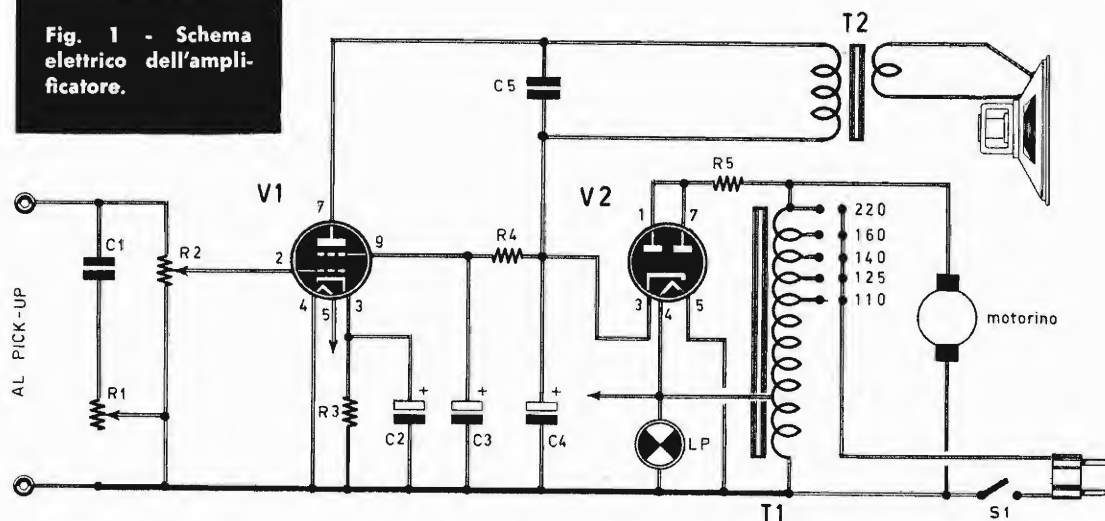 Fig. 1 - Schema
elettrico dell'ampli-
ficatore.
T2
C5
V1
V2
R5
7
1
7
220
C1
R2
2
9
R4
160
140
125
110
4
5
3
3
4
5
motorino
AL PICK-UP
R1
R3
+
C2
+
C3
+
C4
LP
T1
S1